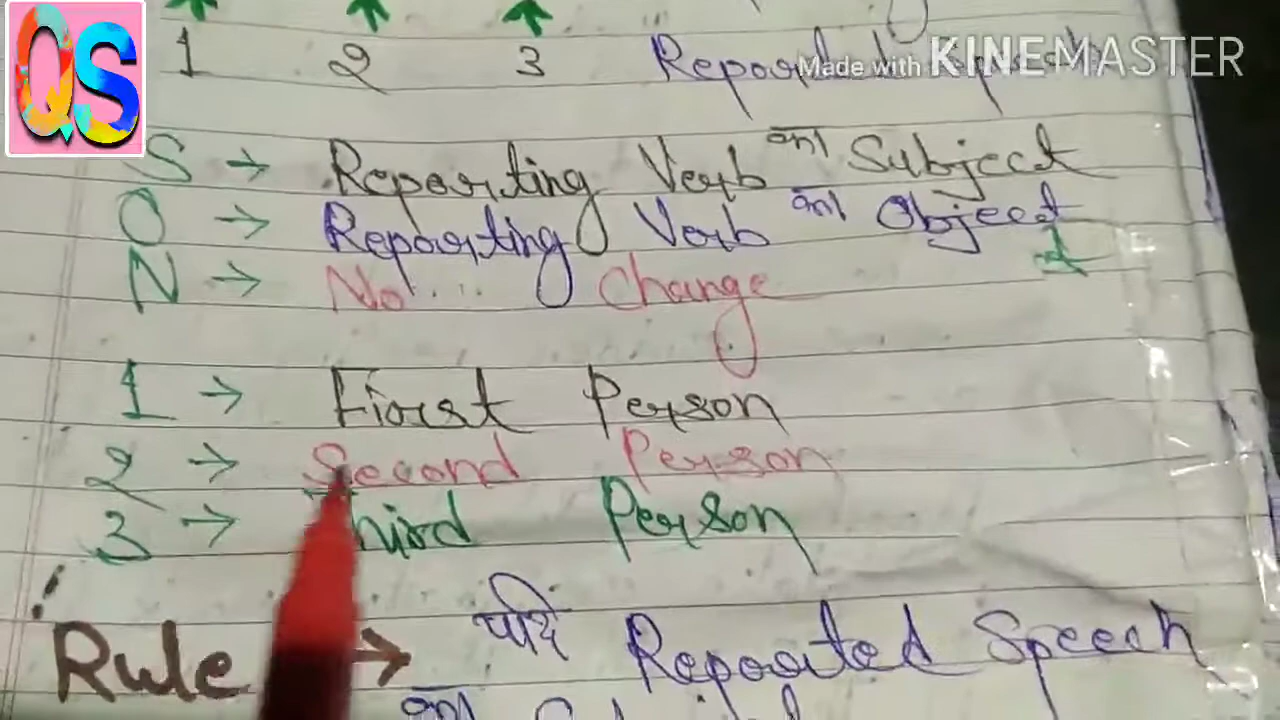 QS
1 2 3 Reported
Made with KINEMASTER
S → Reporting Verb का Subject
O → Reporting Verb का Object
N → No Change
1 → First Person
2 → Second Person
3 → Third Person
Rule → यदि Reported Speech
का